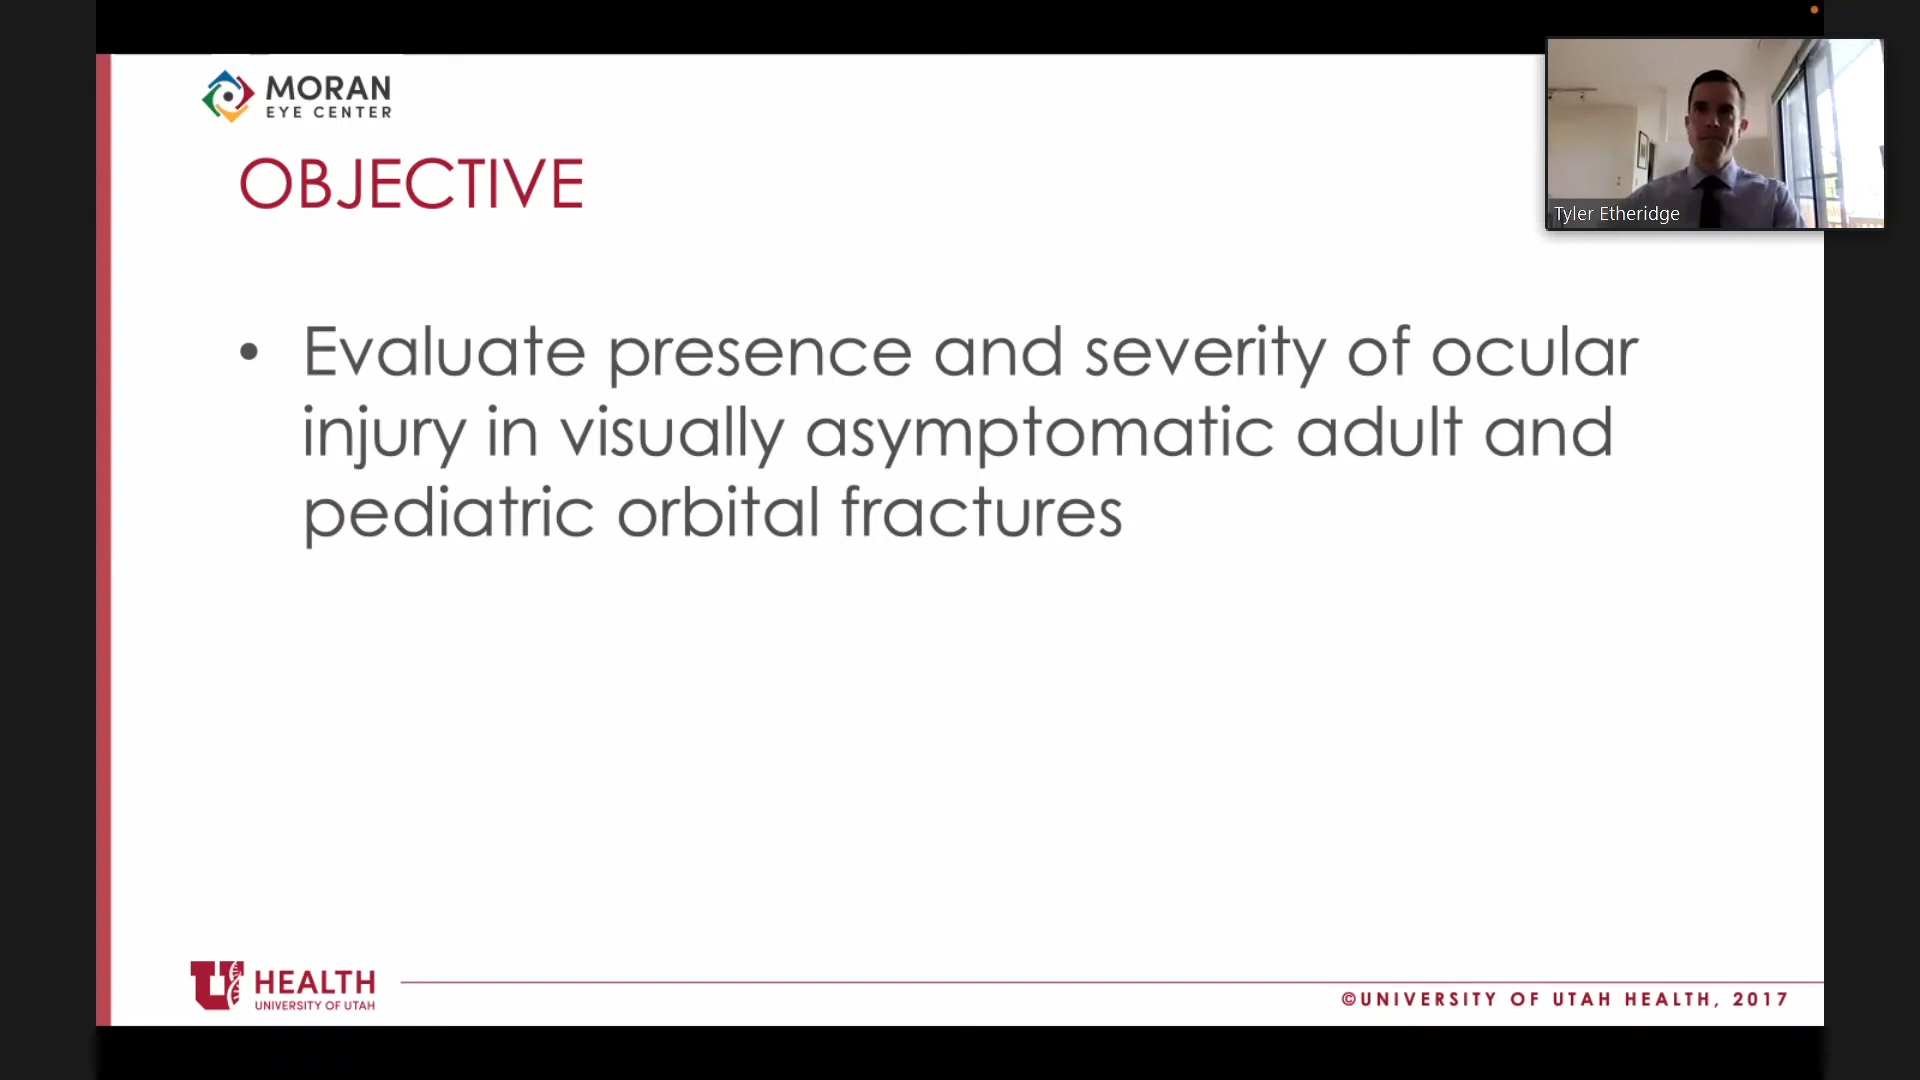 MORAN
EYE CENTER
OBJECTIVE
Tyler Etheridge
• Evaluate presence and severity of ocular
injury in visually asymptomatic adult and
pediatric orbital fractures
U HEALTH
UNIVERSITY OF UTAH
©UNIVERSITY OF UTAH HEALTH, 2017